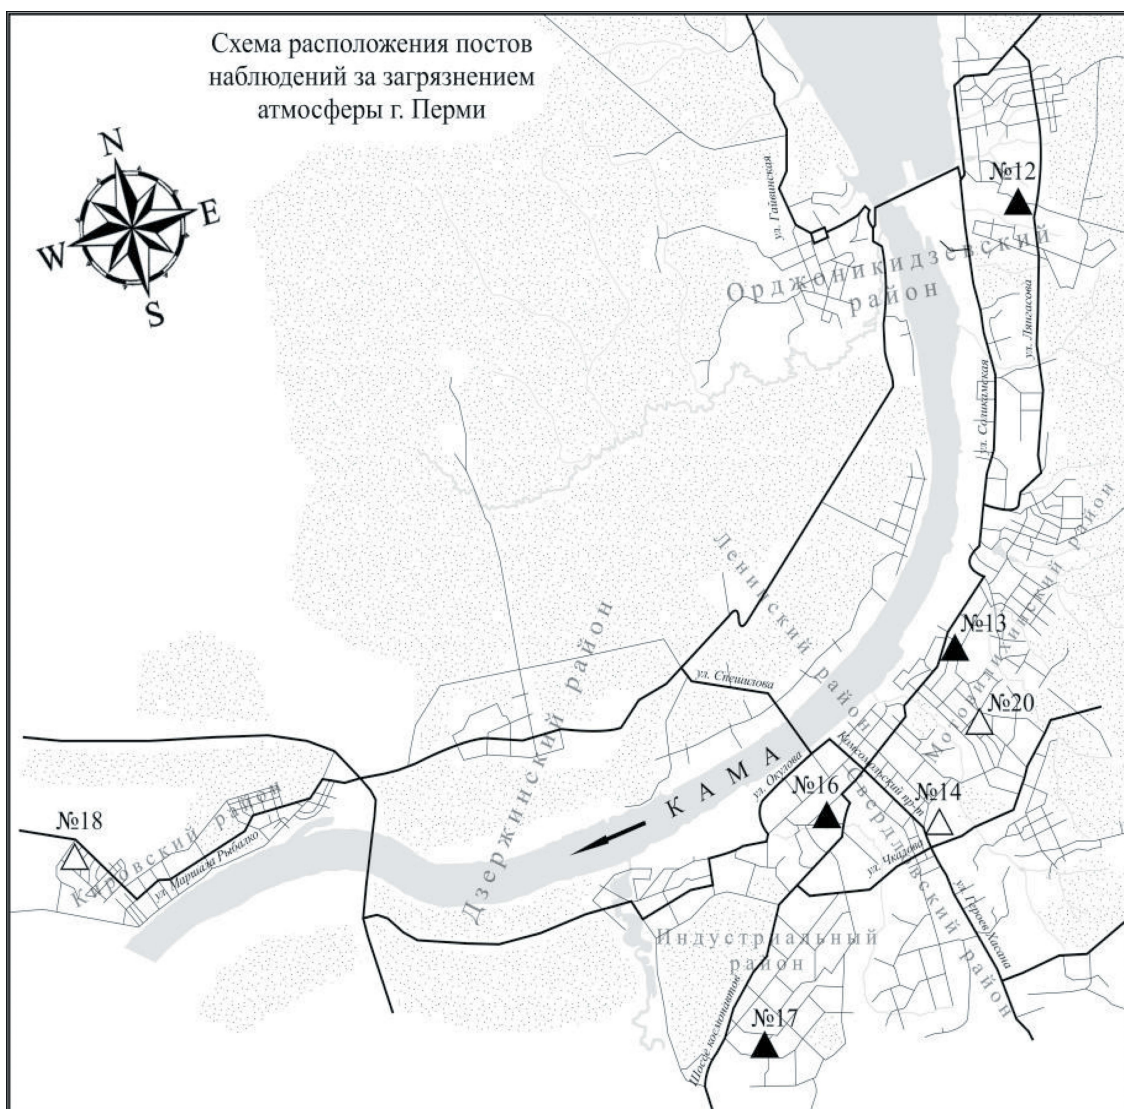 Схема расположения постов
наблюдений за загрязнением
атмосферы г. Перми
N
W
E
S
№12
ул. Гайвинская
Орджоникидзевский
район
ул. Лянгасова
ул. Соликамская
Мотовилихинский район
Ленинский район
№13
Дзержинский район
ул. Спешилова
№20
КАМА
ул. Окулова
Комсомольский пр-т
№16
№14
Свердловский район
№18
Кировский район
ул. Маршала Рыбалко
ул. Чкалова
ул. Героев Хасана
Индустриальный
район
Шоссе космонавтов
№17